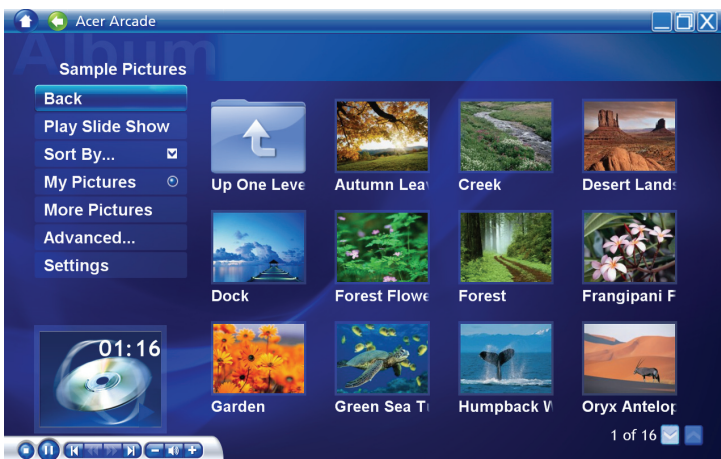 Acer Arcade
Album
Sample Pictures
Back
Play Slide Show
Sort By...
My Pictures
More Pictures
Advanced...
Settings
Up One Leve
Autumn Lea
Creek
Desert Lands
Dock
Forest Flowe
Forest
Frangipani F
Garden
Green Sea T
Humpback W
Oryx Antelop
01:16
1 of 16